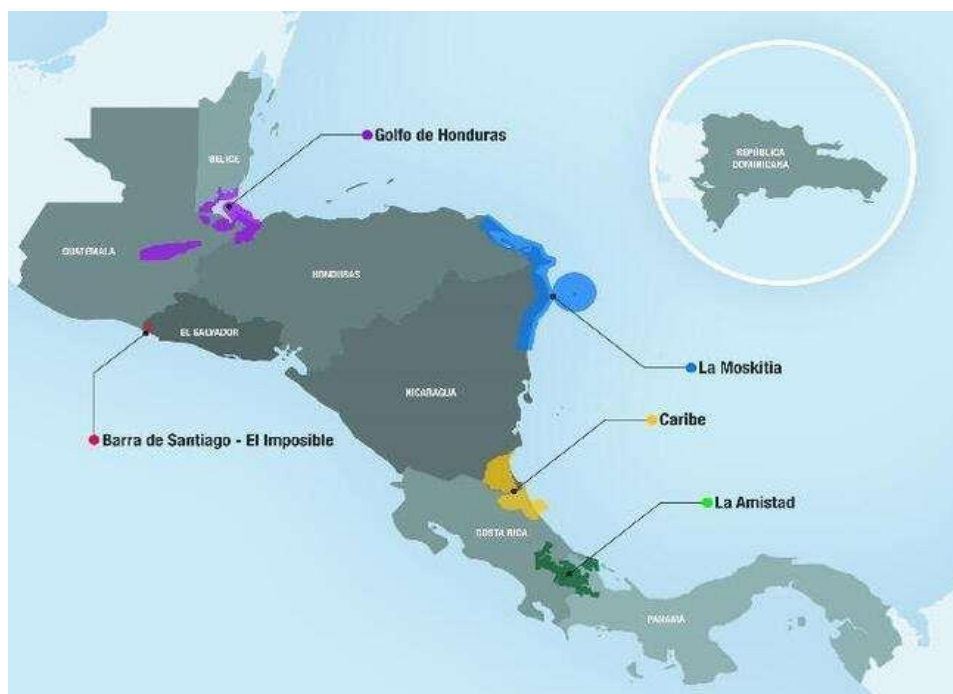 Golfo de Honduras
BELICE
REPÚBLICA
DOMINICANA
GUATEMALA
HONDURAS
EL SALVADOR
La Moskitia
NICARAGUA
Caribe
Barra de Santiago - El Imposible
La Amistad
COSTA RICA
PANAMÁ